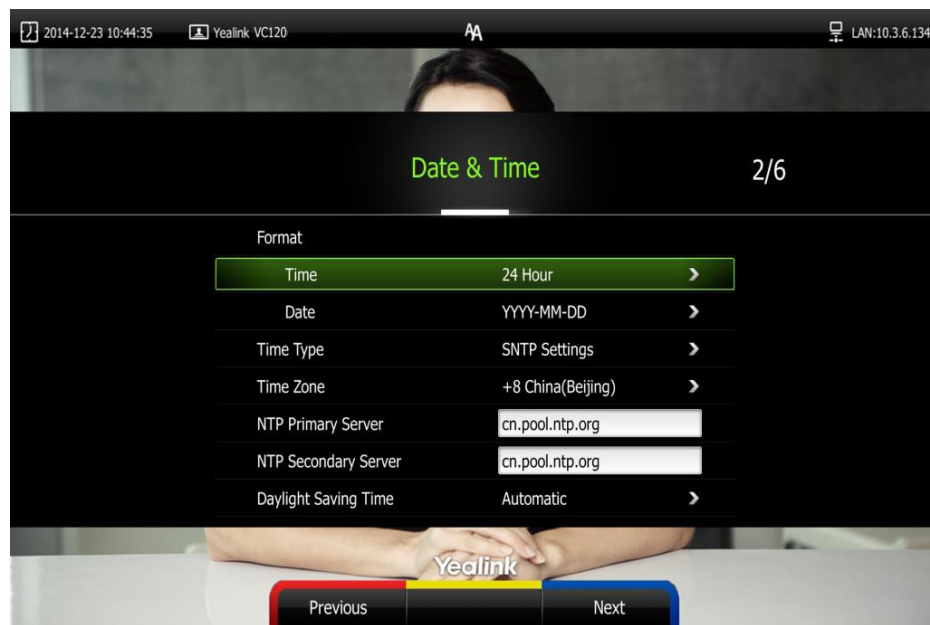 2014-12-23 10:44:35 Yealink VC120 AA LAN:10.3.6.134
Date & Time 2/6
Format
Time 24 Hour
Date YYYY-MM-DD
Time Type SNTP Settings
Time Zone +8 China(Beijing)
NTP Primary Server cn.pool.ntp.org
NTP Secondary Server cn.pool.ntp.org
Daylight Saving Time Automatic
Yealink
Previous Next